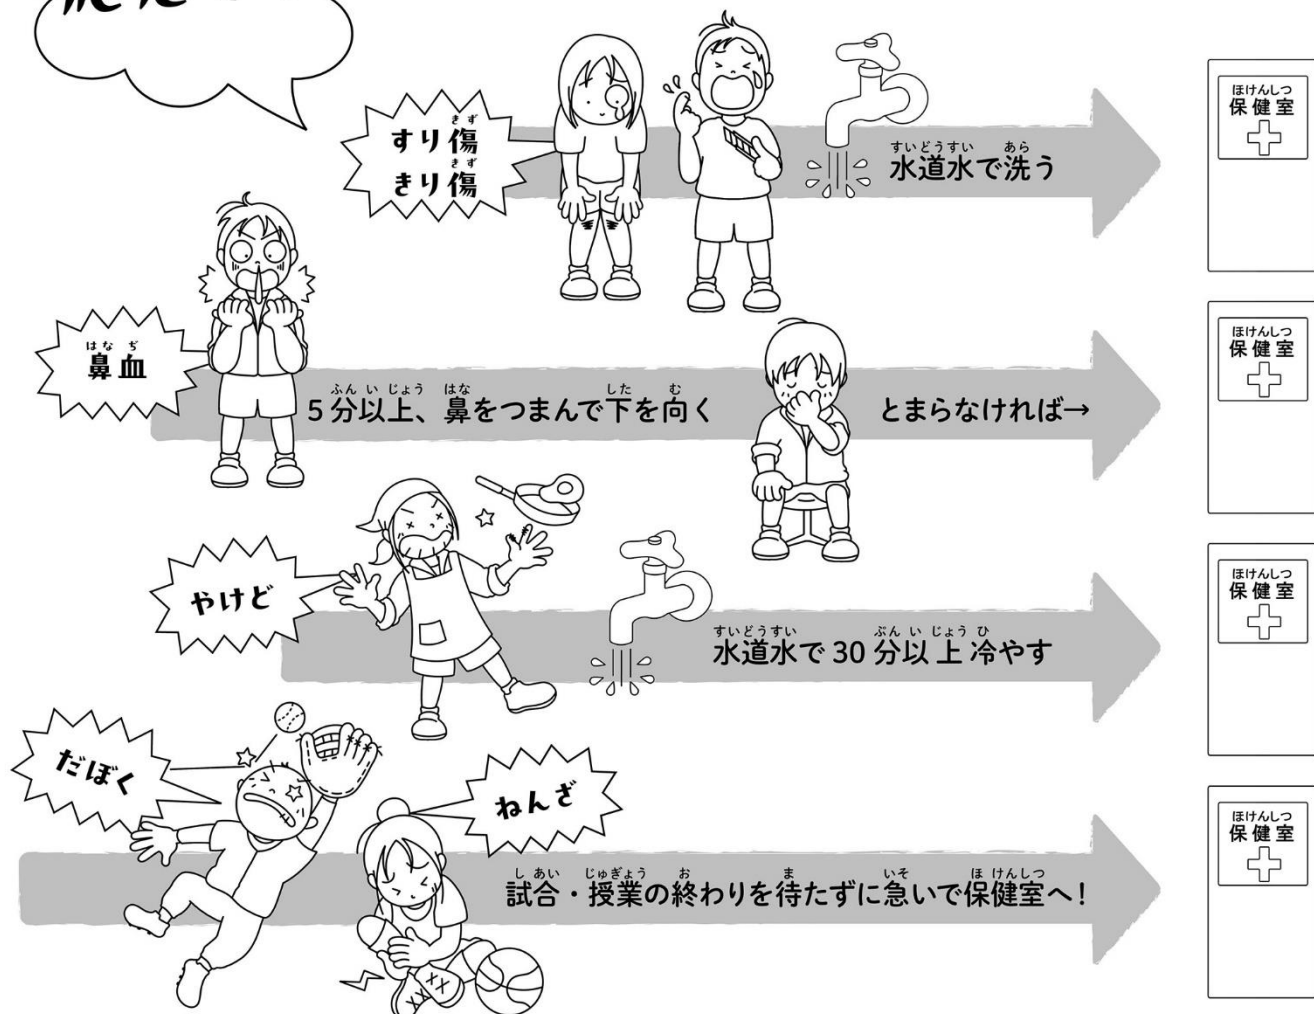 すり傷
きり傷
水道水で洗う
保健室
鼻血
5分以上、鼻をつまんで下を向く
とまらなければ→
保健室
やけど
水道水で30分以上冷やす
保健室
だぼく
ねんざ
試合・授業の終わりを待たずに急いで保健室へ!
保健室